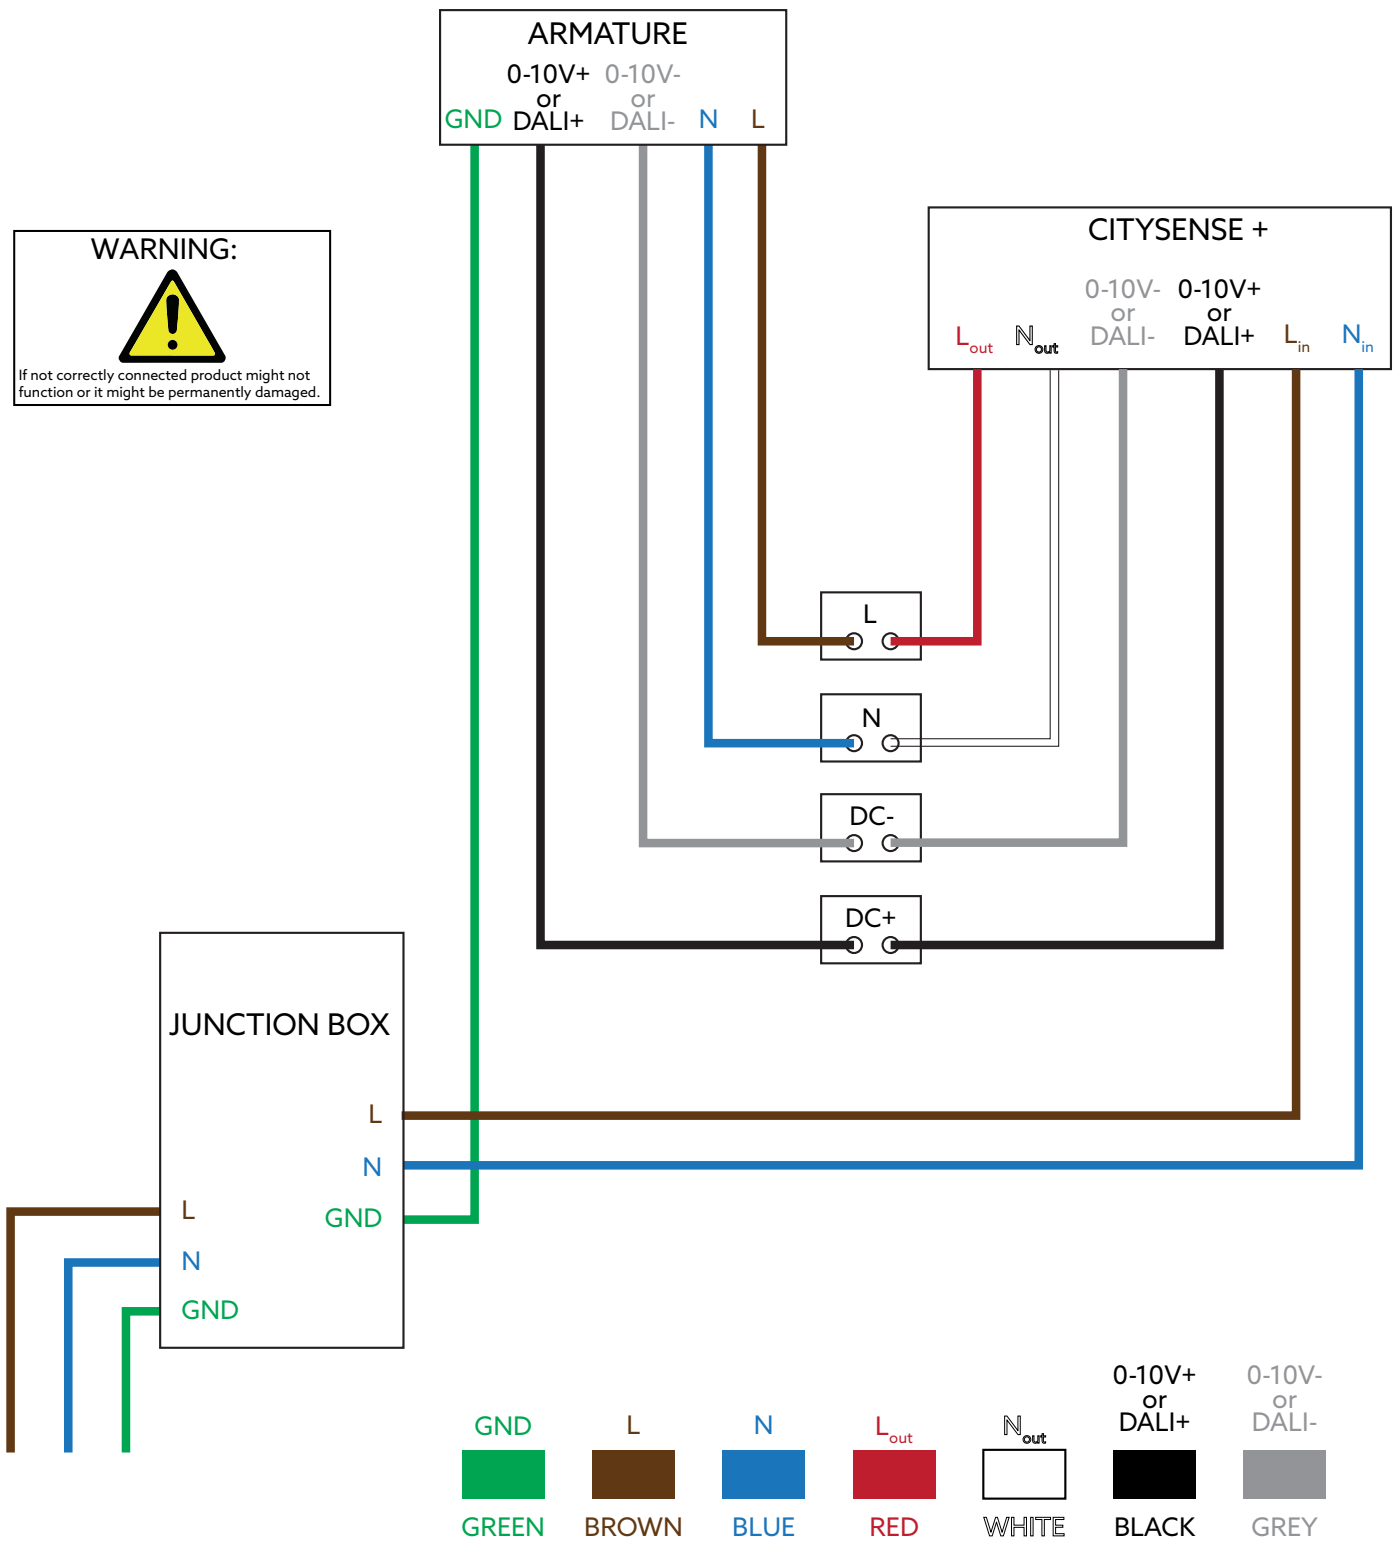 ARMATURE
0-10V+ 0-10V-
or or
GND DALI+ DALI- N L
WARNING:
If not correctly connected product might not
function or it might be permanently damaged.
CITYSENSE +
0-10V- 0-10V+
or or
Lout Nout DALI- DALI+ Lin Nin
L
N
DC-
DC+
JUNCTION BOX
L
N
GND
L
N
GND
0-10V+ 0-10V-
or or
GND L N Lout Nout DALI+ DALI-
GREEN BROWN BLUE RED WHITE BLACK GREY